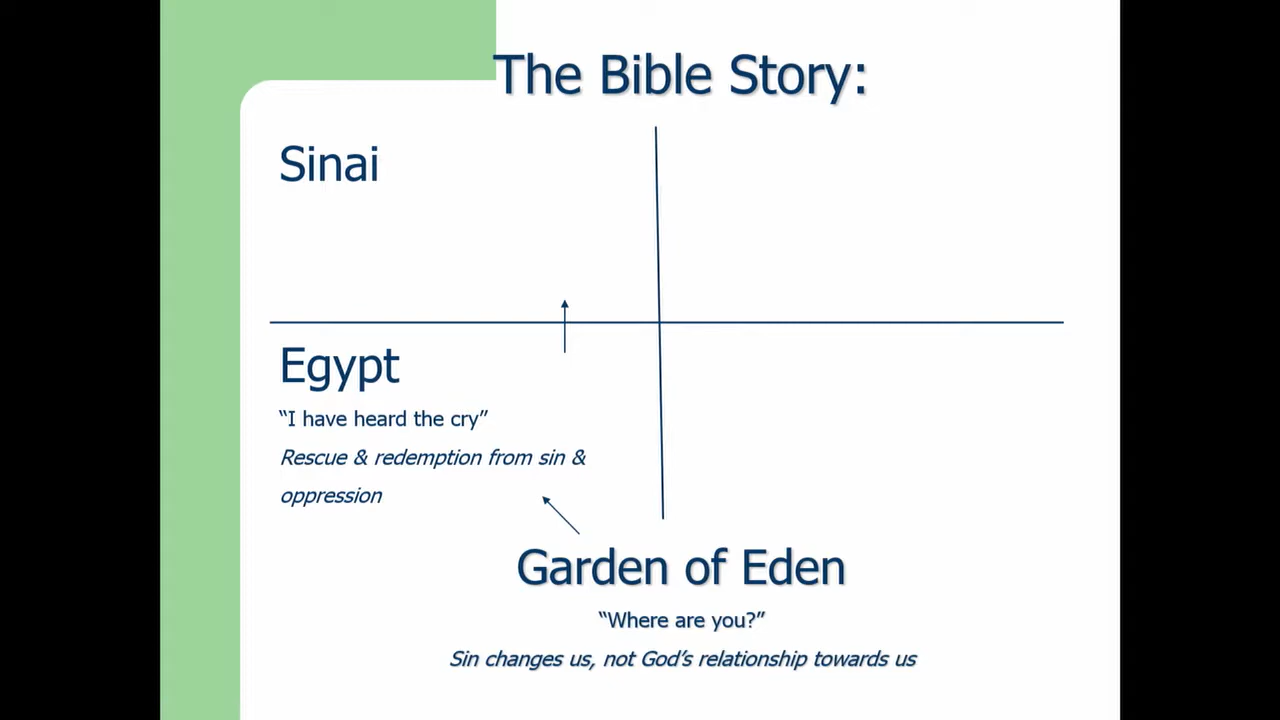 The Bible Story:
Sinai
Egypt
“I have heard the cry”
Rescue & redemption from sin &
oppression
Garden of Eden
“Where are you?”
Sin changes us, not God’s relationship towards us